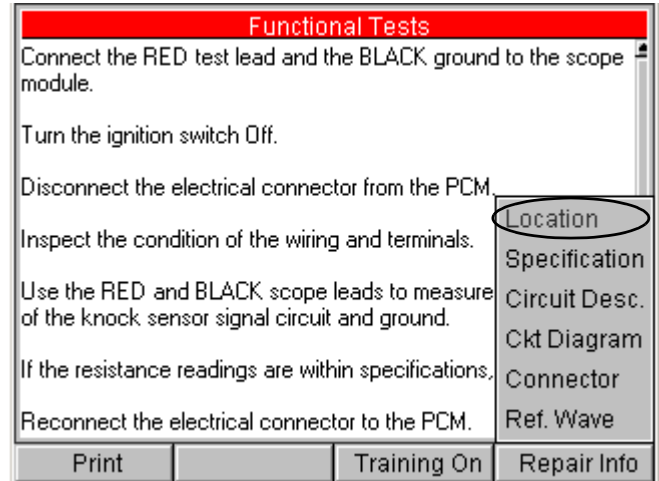 Functional Tests
Connect the RED test lead and the BLACK ground to the scope
module.
Turn the ignition switch Off.
Disconnect the electrical connector from the PCM.
Inspect the condition of the wiring and terminals.
Use the RED and BLACK scope leads to measure
of the knock sensor signal circuit and ground.
If the resistance readings are within specifications,
Reconnect the electrical connector to the PCM.
Location
Specification
Circuit Desc.
Ckt Diagram
Connector
Ref. Wave
Print
Training On
Repair Info